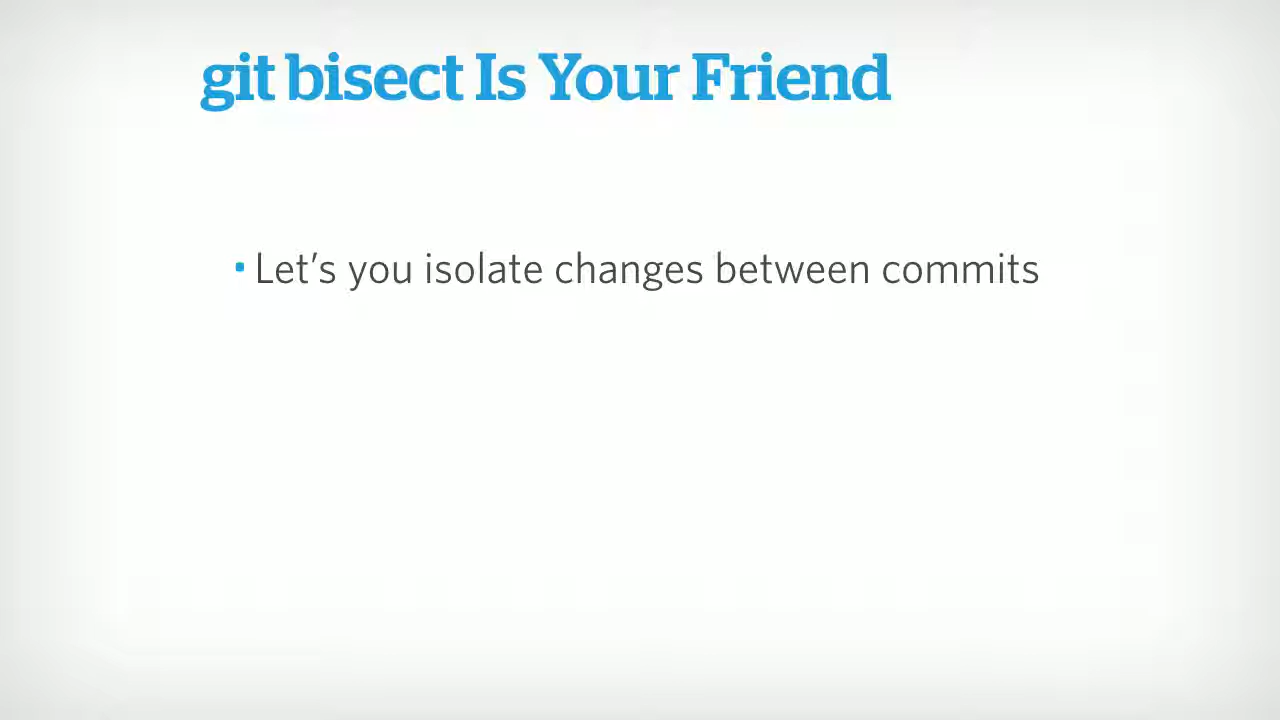 git bisect Is Your Friend
• Let’s you isolate changes between commits